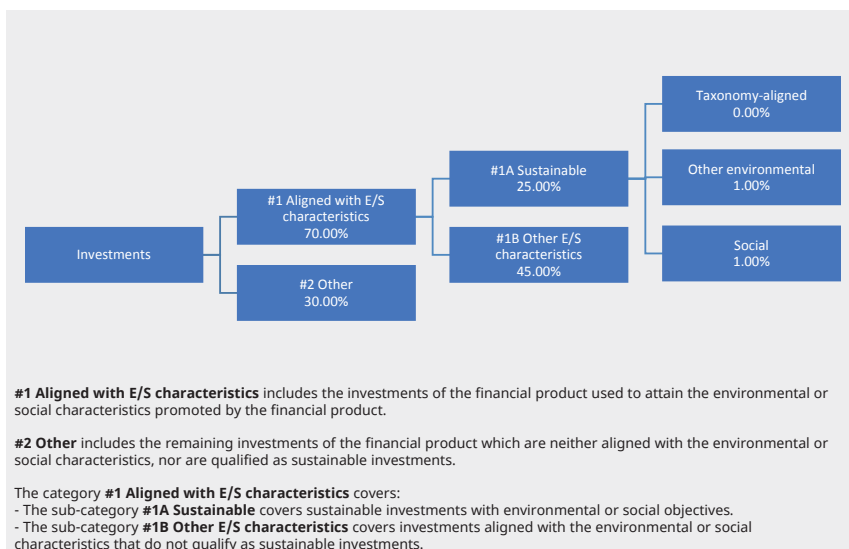 Taxonomy-aligned
0.00%
#1A Sustainable
25.00%
Other environmental
1.00%
#1 Aligned with E/S
characteristics
70.00%
#1B Other E/S
characteristics
45.00%
Social
1.00%
Investments
#2 Other
30.00%
#1 Aligned with E/S characteristics includes the investments of the financial product used to attain the environmental or
social characteristics promoted by the financial product.
#2 Other includes the remaining investments of the financial product which are neither aligned with the environmental or
social characteristics, nor are qualified as sustainable investments.
The category #1 Aligned with E/S characteristics covers:
- The sub-category #1A Sustainable covers sustainable investments with environmental or social objectives.
- The sub-category #1B Other E/S characteristics covers investments aligned with the environmental or social
characteristics that do not qualify as sustainable investments.